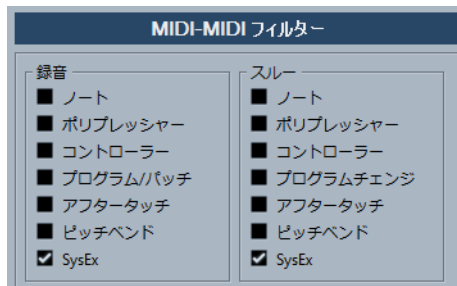 MIDI-MIDI フィルター
録音
ノート
ポリプレッシャー
コントローラー
プログラム/パッチ
アフタータッチ
ピッチベンド
SysEx
スルー
ノート
ポリプレッシャー
コントローラー
プログラムチェンジ
アフタータッチ
ピッチベンド
SysEx